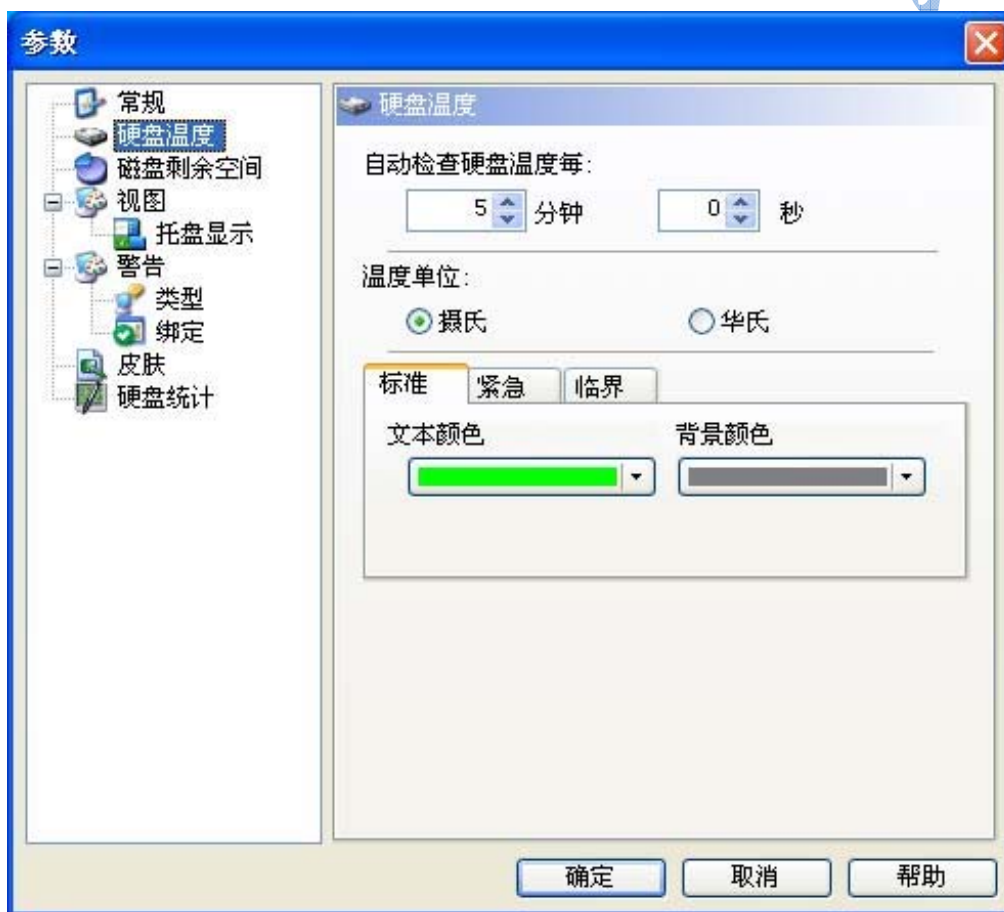 参数
常规
硬盘温度
磁盘剩余空间
视图
托盘显示
警告
类型
绑定
皮肤
硬盘统计
硬盘温度
自动检查硬盘温度每:
5 分钟 0 秒
温度单位:
摄氏 华氏
标准 紧急 临界
文本颜色 背景颜色
确定 取消 帮助